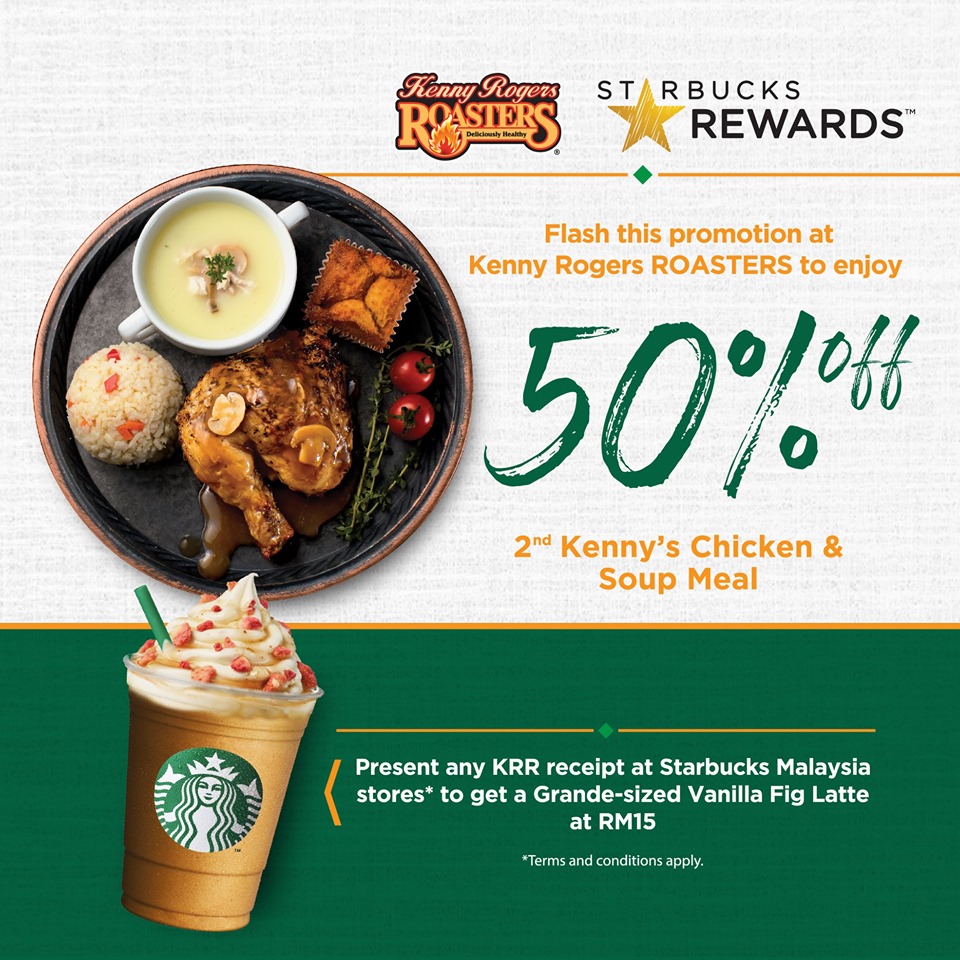 Kenny Rogers
ROASTERS
Deliciously Healthy
®
STARBUCKS
REWARDS™
Flash this promotion at
Kenny Rogers ROASTERS to enjoy
50% off
2nd Kenny's Chicken &
Soup Meal
Present any KRR receipt at Starbucks Malaysia
stores* to get a Grande-sized Vanilla Fig Latte
at RM15
*Terms and conditions apply.
TM